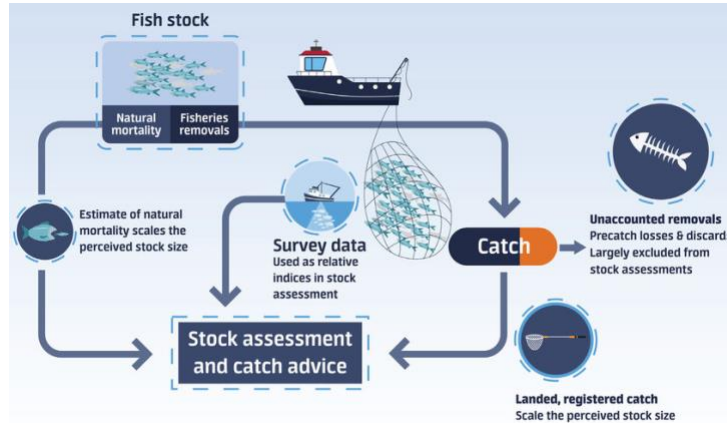 Fish stock
Natural
mortality
Fisheries
removals
Estimate of natural
mortality scales the
perceived stock size
Survey data
Used as relative
indices in stock
assessment
Catch
Unaccounted removals
Precatch losses & discard
Largely excluded from
stock assessments
Stock assessment
and catch advice
Landed, registered catch
Scale the perceived stock size